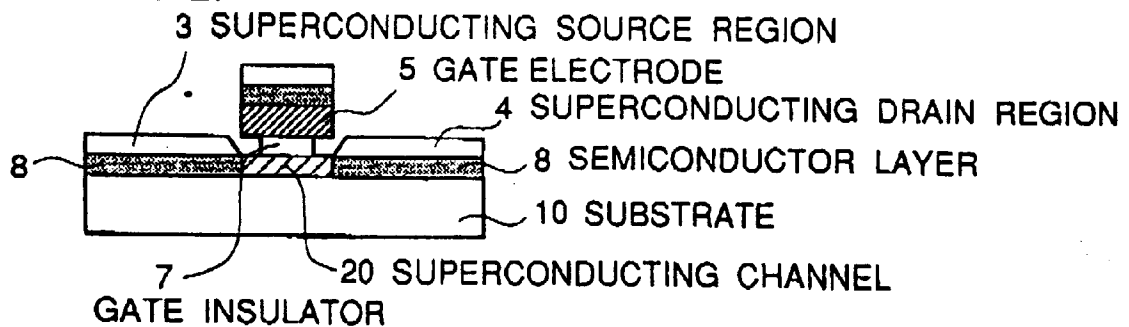 3 SUPERCONDUCTING SOURCE REGION
5 GATE ELECTRODE
4 SUPERCONDUCTING DRAIN REGION
8
8 SEMICONDUCTOR LAYER
10 SUBSTRATE
7
20 SUPERCONDUCTING CHANNEL
GATE INSULATOR